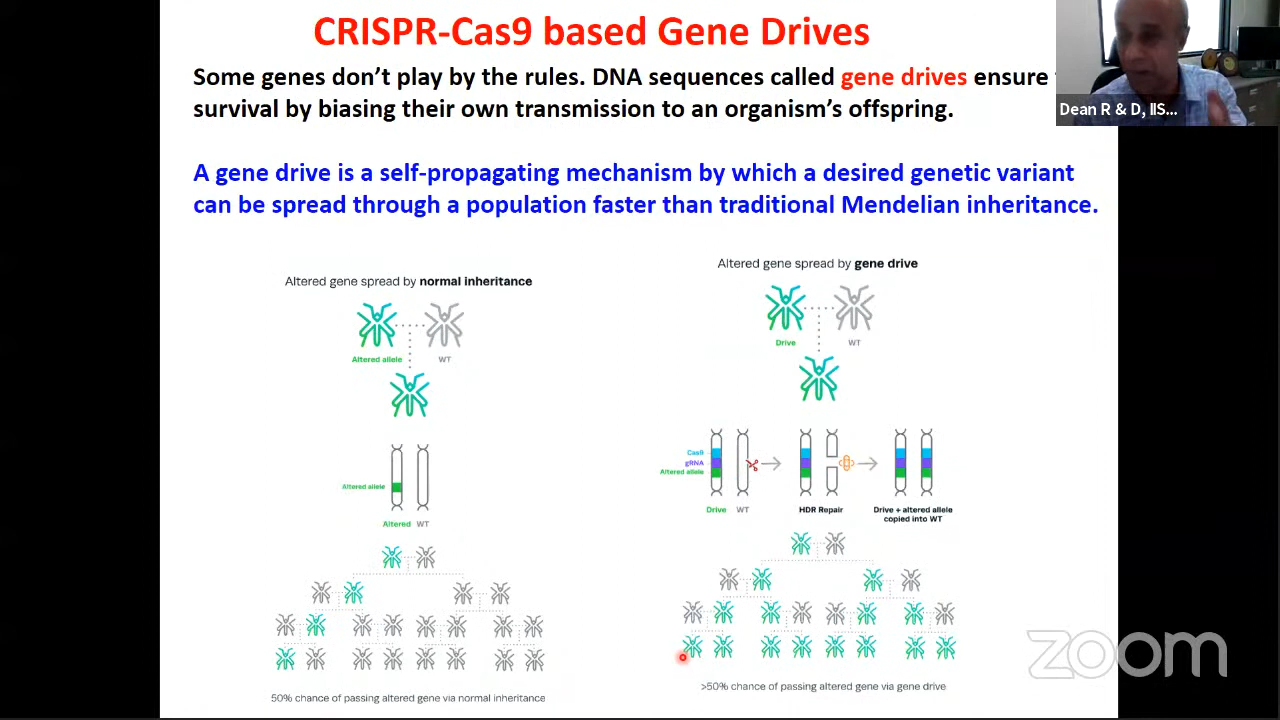 CRISPR-Cas9 based Gene Drives
Some genes don't play by the rules. DNA sequences called gene drives ensure
survival by biasing their own transmission to an organism's offspring.
Dean R & D, IIS...
A gene drive is a self-propagating mechanism by which a desired genetic variant
can be spread through a population faster than traditional Mendelian inheritance.
Altered gene spread by normal inheritance
Altered allele
WT
Altered allele
Altered WT
50% chance of passing altered gene via normal inheritance
Altered gene spread by gene drive
Drive
WT
Cas9
gRNA
Altered allele
Drive WT
HDR Repair
Drive + altered allele
copied into WT
>50% chance of passing altered gene via gene drive
zoom